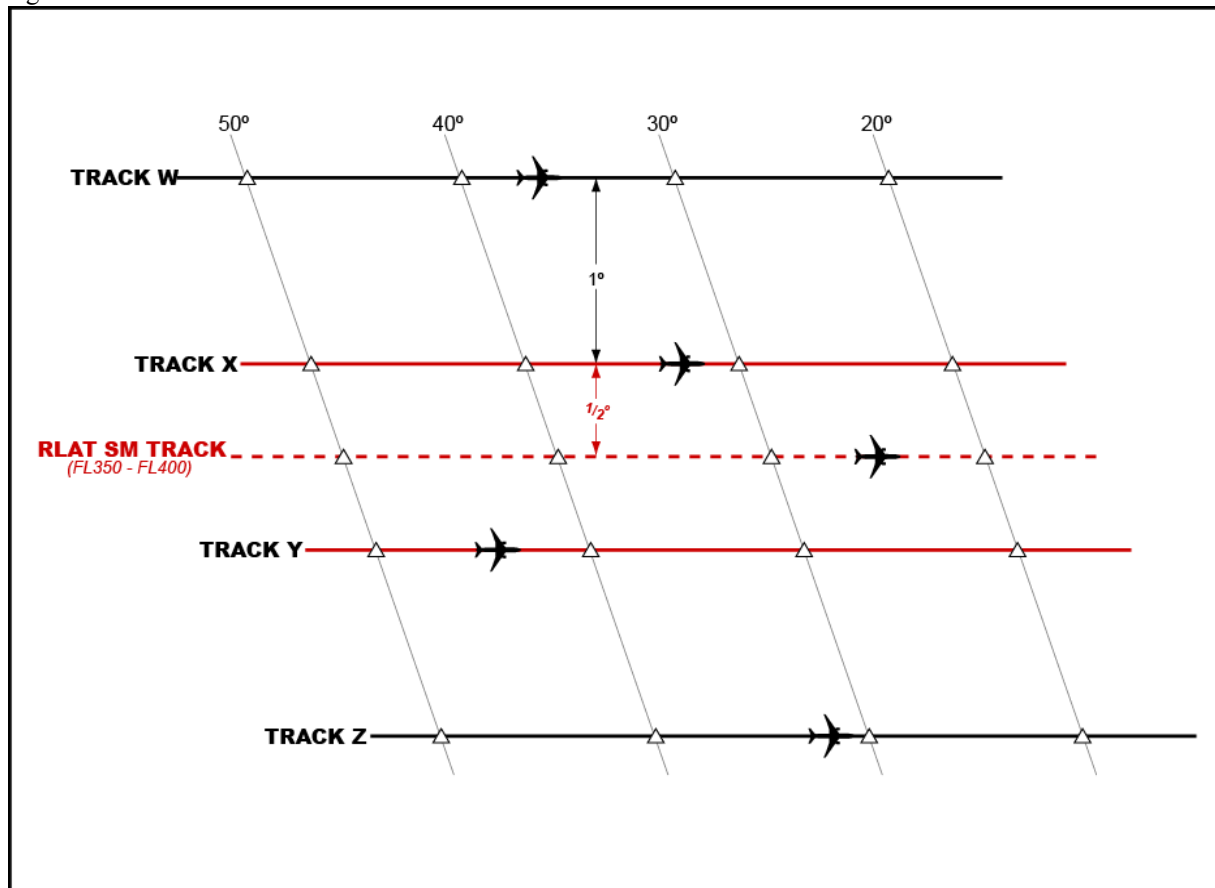 50º 40º 30º 20º
TRACK W
1º
TRACK X
1/2º
RLAT SM TRACK
(FL350 - FL400)
TRACK Y
TRACK Z